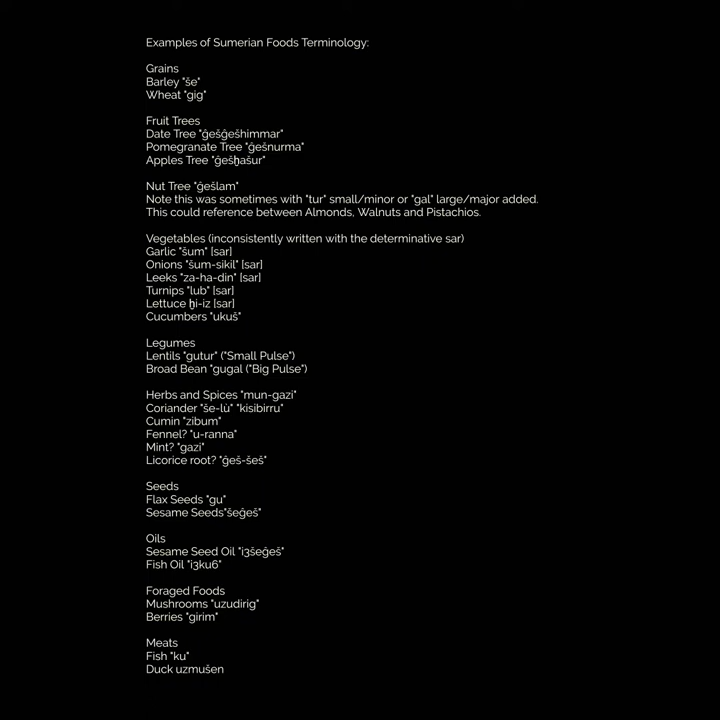 Examples of Sumerian Foods Terminology:
Grains
Barley "še"
Wheat "gig"
Fruit Trees
Date Tree "ĝešĝešhimmar"
Pomegranate Tree "ĝešnurma"
Apples Tree "ĝešḫašur"
Nut Tree "ĝešlam"
Note this was sometimes with "tur" small/minor or "gal" large/major added.
This could reference between Almonds, Walnuts and Pistachios.
Vegetables (inconsistently written with the determinative sar)
Garlic "šum" [sar]
Onions "šum-sikil" [sar]
Leeks "za-ha-din" [sar]
Turnips "lub" [sar]
Lettuce ḫi-iz [sar]
Cucumbers "ukuš"
Legumes
Lentils "gutur" ("Small Pulse")
Broad Bean "gugal ("Big Pulse")
Herbs and Spices "mun-gazi"
Coriander "še-lù" "kisibirru"
Cumin "zibum"
Fennel? "u-ranna"
Mint? "gazi"
Licorice root? "ĝeš-šeš"
Seeds
Flax Seeds "gu"
Sesame Seeds"šeĝeš"
Oils
Sesame Seed Oil "i3šeĝeš"
Fish Oil "i3ku6"
Foraged Foods
Mushrooms "uzudirig"
Berries "girim"
Meats
Fish "ku"
Duck uzmušen